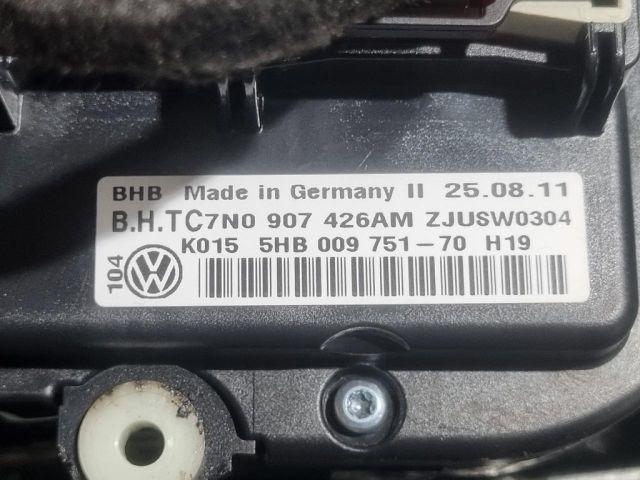 BHB Made in Germany II 25.08.11
B.H.TC7N0 907 426AM ZJUSW0304
K015 5HB 009 751-70 H19
104